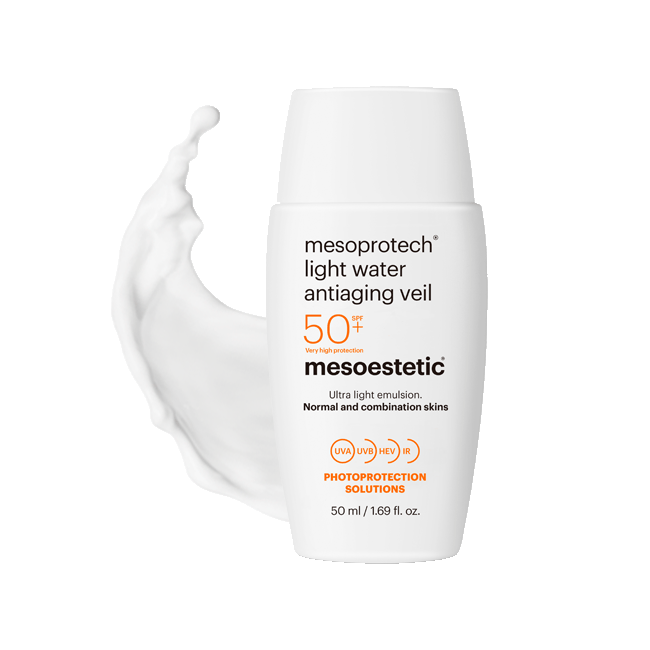 mesoprotech®
light water
antiaging veil
50+ SPF
Very high protection
mesoestetic®
Ultra light emulsion.
Normal and combination skins
UVA UVB HEV IR
PHOTOPROTECTION
SOLUTIONS
50 ml / 1.69 fl. oz.